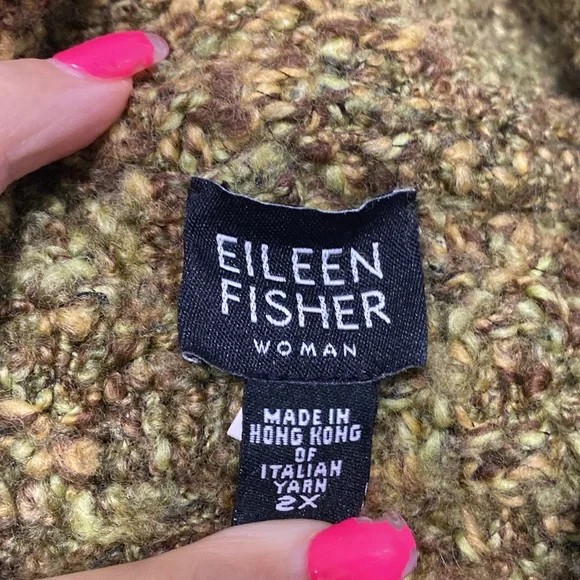 EILEEN
FISHER
WOMAN
MADE IN
HONG KONG
OF
ITALIAN
YARN
2X